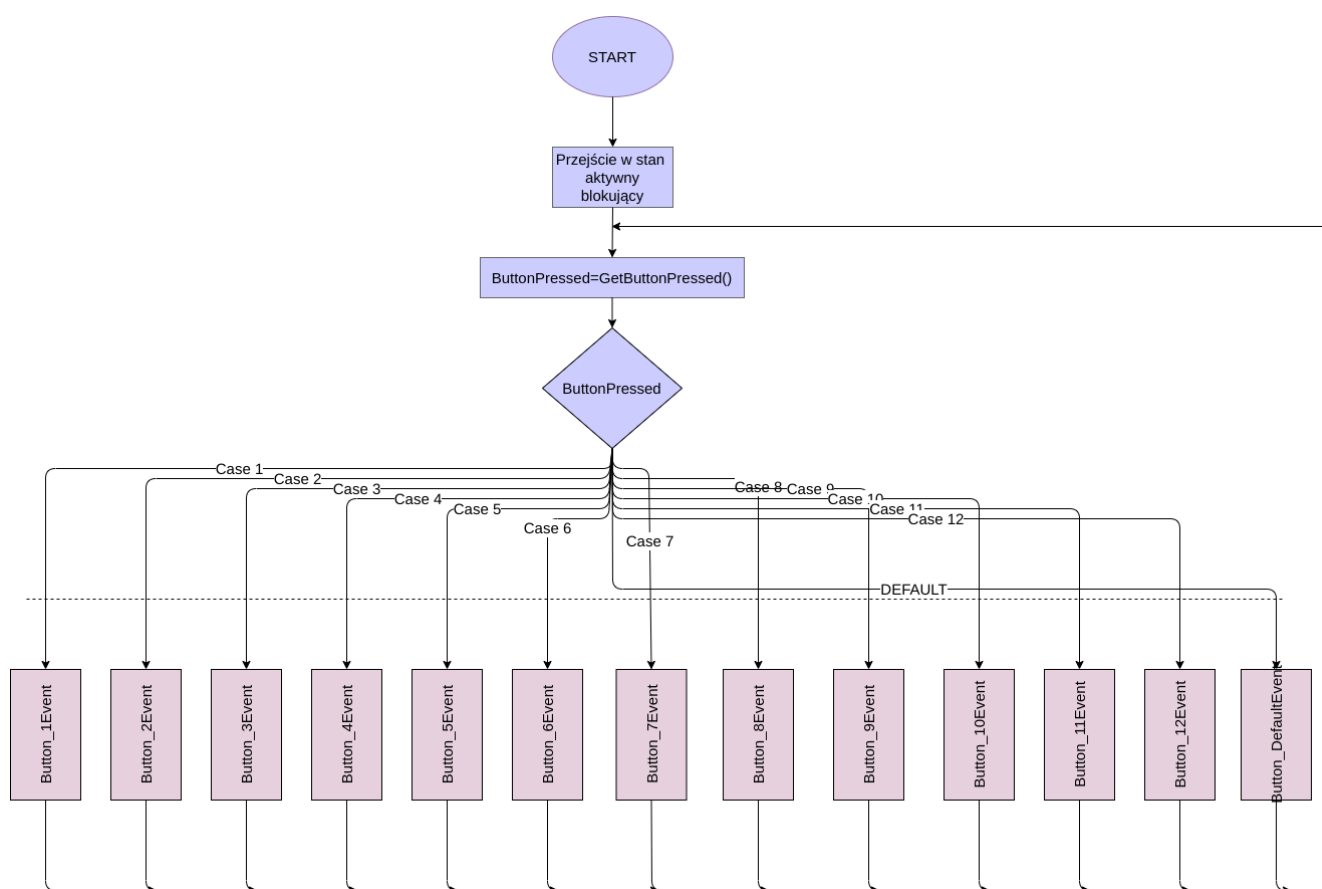 START
Przejście w stan
aktywny
blokujący
ButtonPressed=GetButtonPressed()
ButtonPressed
Case 1
Case 2
Case 3
Case 4
Case 5
Case 6
Case 7
Case 8
Case 9
Case 10
Case 11
Case 12
DEFAULT
Button_1Event
Button_2Event
Button_3Event
Button_4Event
Button_5Event
Button_6Event
Button_7Event
Button_8Event
Button_9Event
Button_10Event
Button_11Event
Button_12Event
Button_DefaultEvent